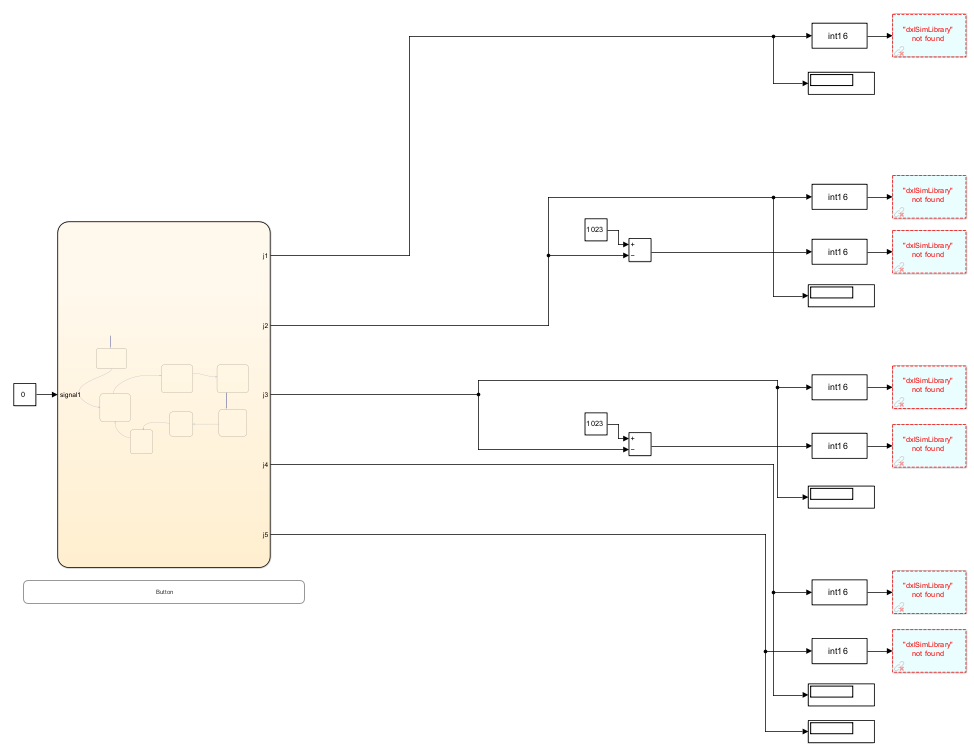 int16
"dxlSimLibrary"
not found
int16
"dxlSimLibrary"
not found
1023
+
−
int16
"dxlSimLibrary"
not found
j1
j2
0
signal1
j3
int16
"dxlSimLibrary"
not found
1023
+
−
int16
"dxlSimLibrary"
not found
j4
j5
int16
"dxlSimLibrary"
not found
Button
int16
"dxlSimLibrary"
not found